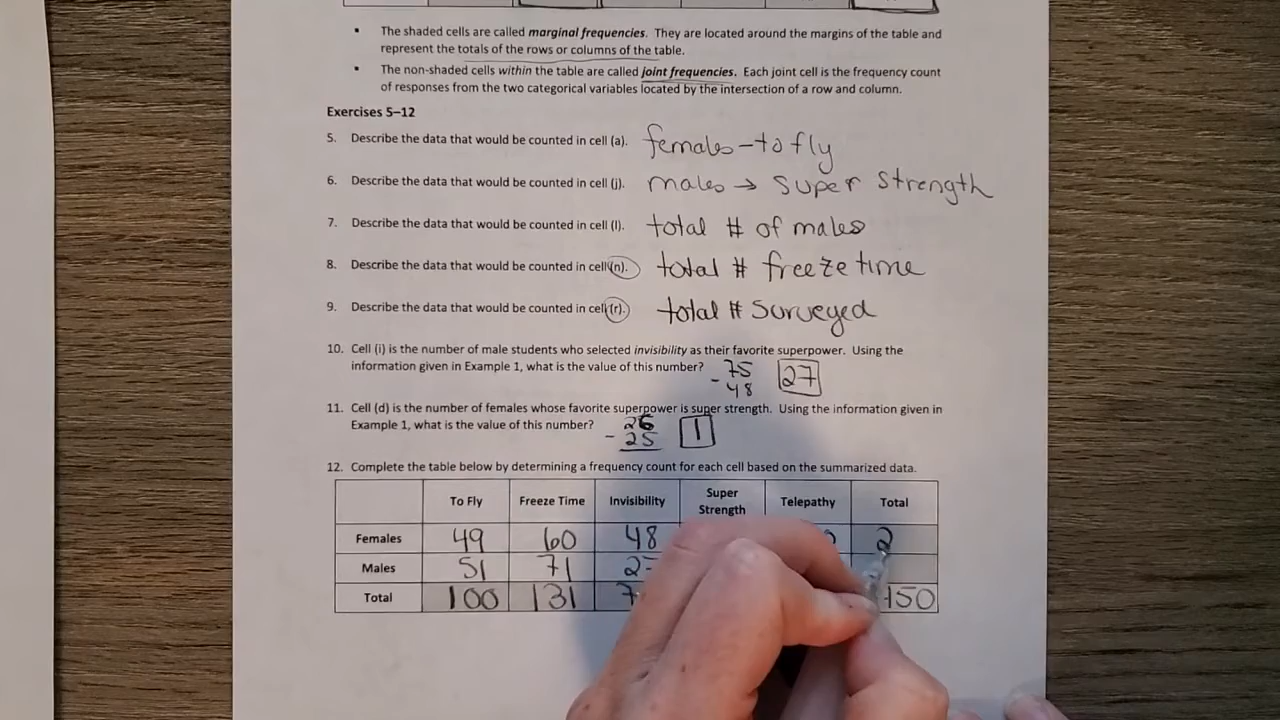 The shaded cells are called marginal frequencies. They are located around the margins of the table and
represent the totals of the rows or columns of the table.
The non-shaded cells within the table are called joint frequencies. Each joint cell is the frequency count
of responses from the two categorical variables located by the intersection of a row and column.
Exercises 5–12
5. Describe the data that would be counted in cell (a). females - to fly
6. Describe the data that would be counted in cell (j). males → super strength
7. Describe the data that would be counted in cell (l). total # of males
8. Describe the data that would be counted in cell (n). total # freeze time
9. Describe the data that would be counted in cell (r). total # surveyed
10. Cell (i) is the number of male students who selected invisibility as their favorite superpower. Using the
information given in Example 1, what is the value of this number? 75
- 48 27
11. Cell (d) is the number of females whose favorite superpower is super strength. Using the information given in
Example 1, what is the value of this number? 26
- 25 1
12. Complete the table below by determining a frequency count for each cell based on the summarized data.
To Fly Freeze Time Invisibility Super Strength Telepathy Total
Females 49 60 48 2
Males 51 71
Total 100 131 450